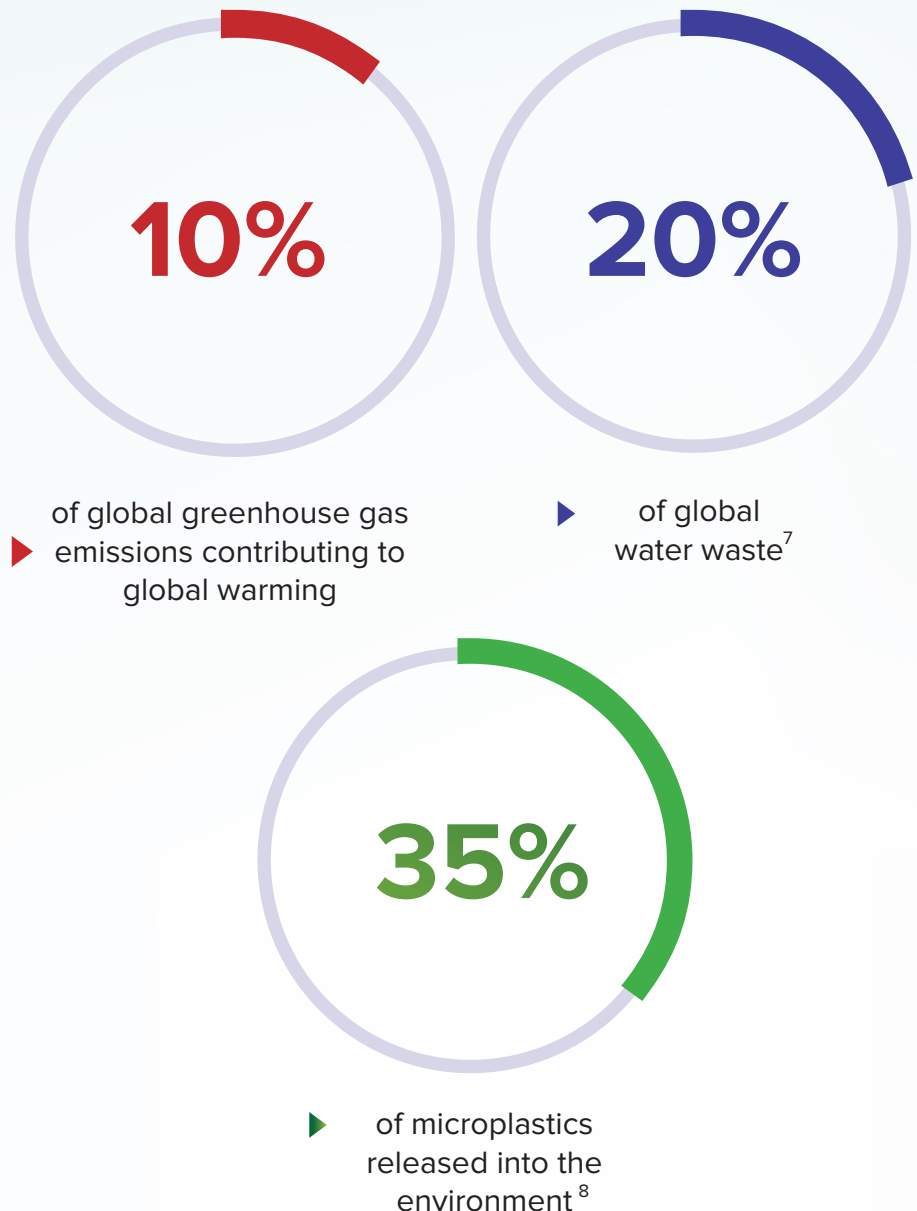 10%
20%
of global greenhouse gas
emissions contributing to
global warming
of global
water waste7
35%
of microplastics
released into the
environment 8